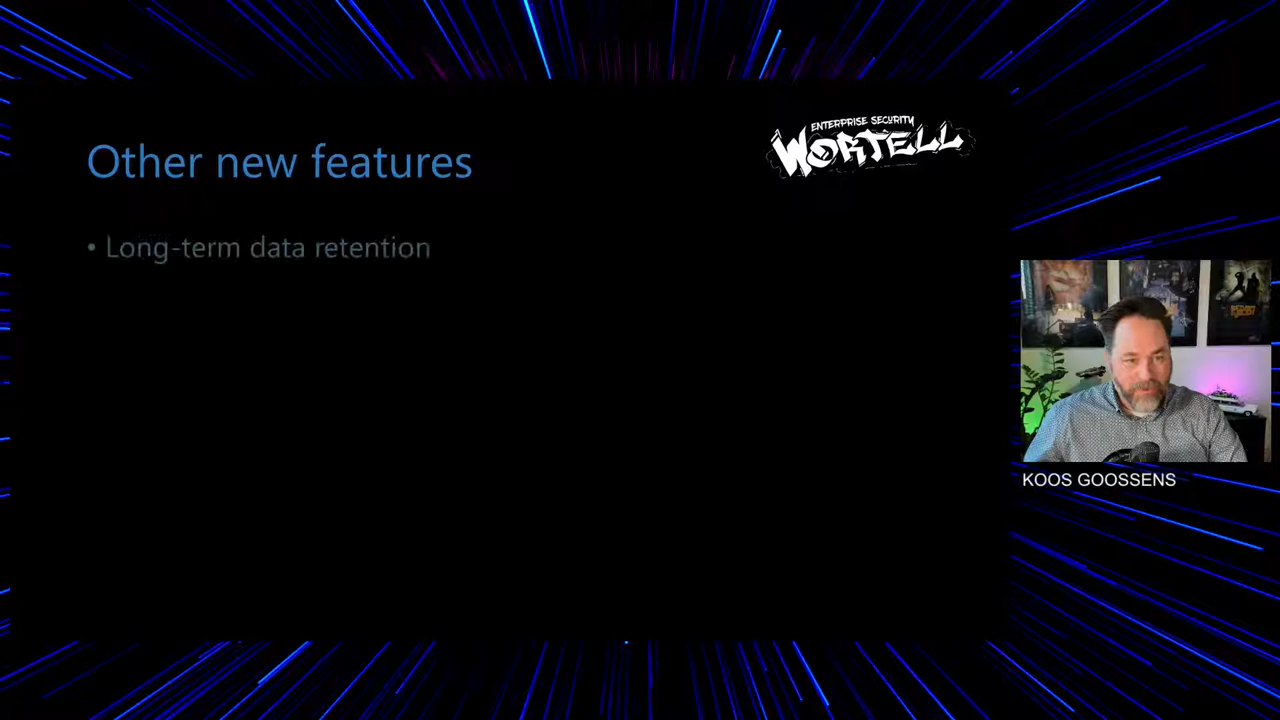 Other new features
ENTERPRISE SECURITY
WORTELL
• Long-term data retention
KOOS GOOSSENS